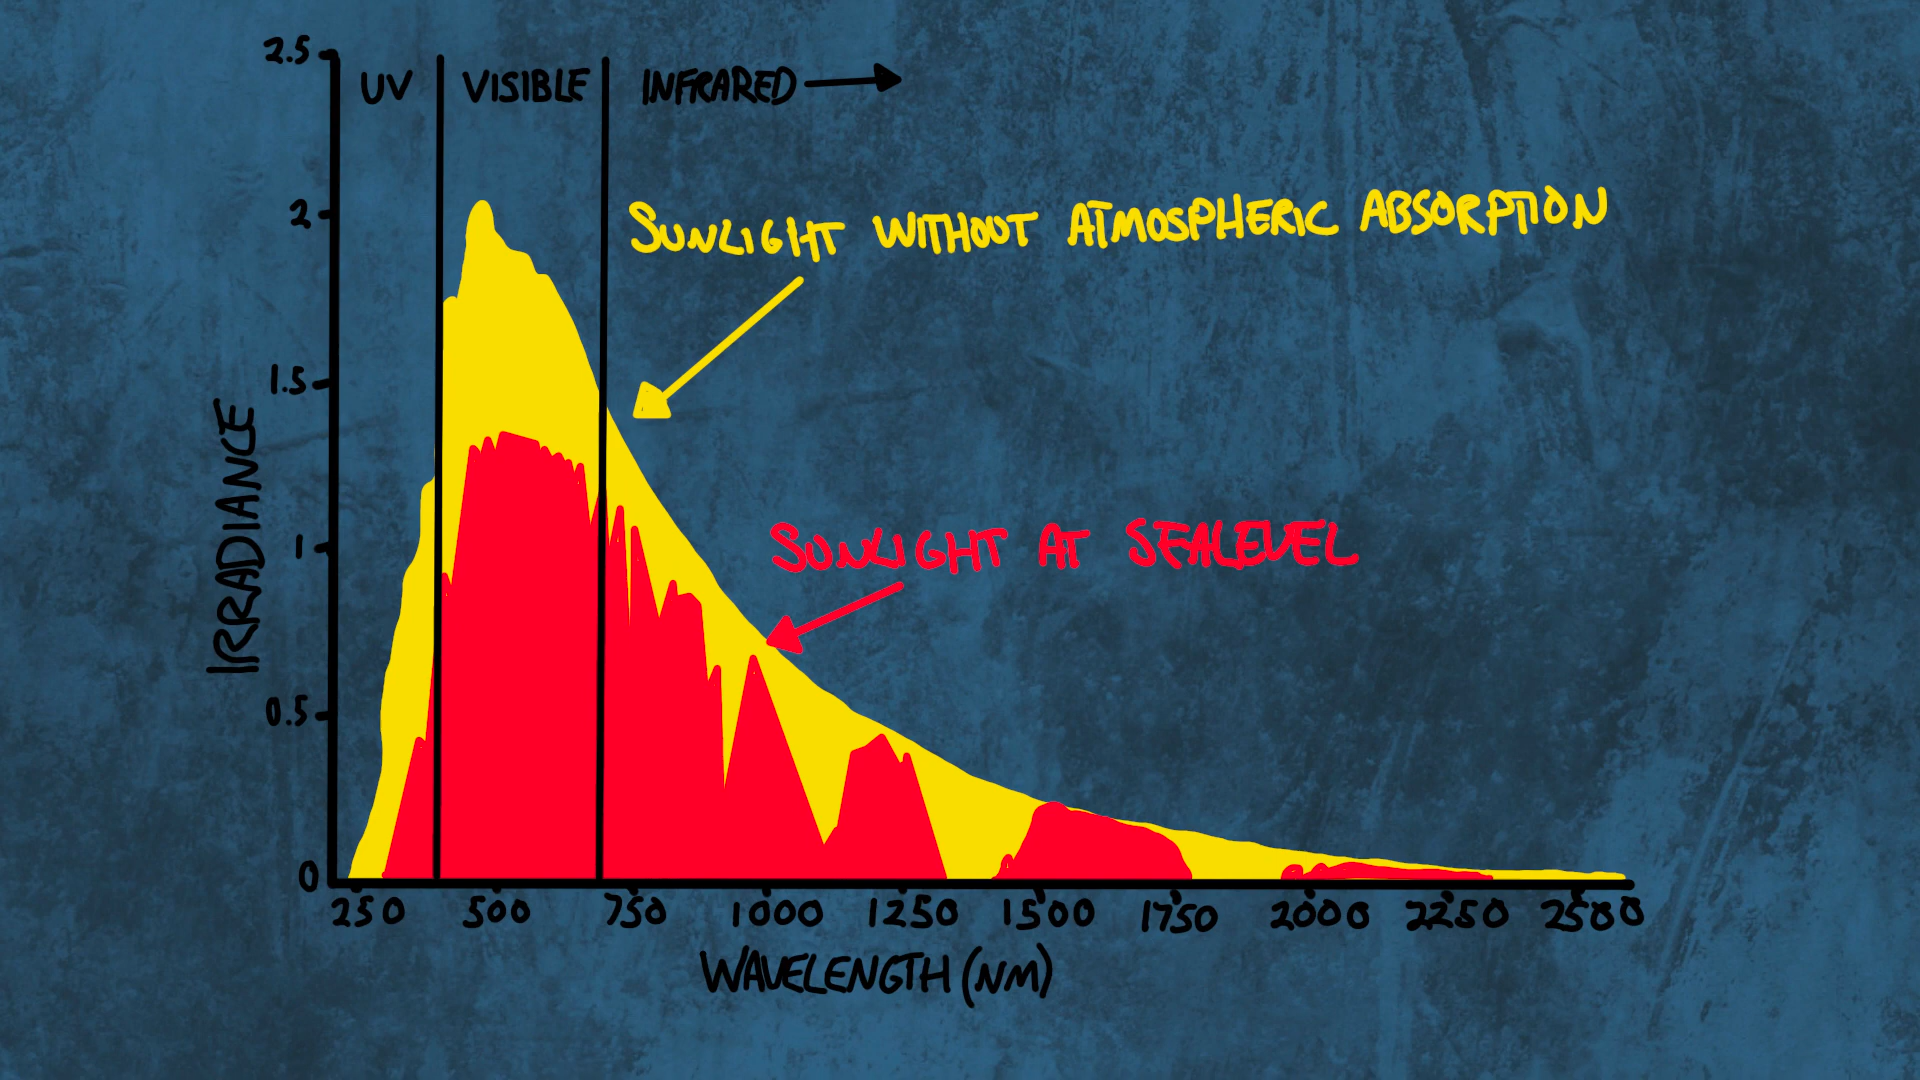 2.5
UV VISIBLE INFRARED
2
SUNLIGHT WITHOUT ATMOSPHERIC ABSORPTION
1.5
IRRADIANCE
1
SUNLIGHT AT SEALEVEL
0.5
0
250 500 750 1000 1250 1500 1750 2000 2250 2500
WAVELENGTH (NM)